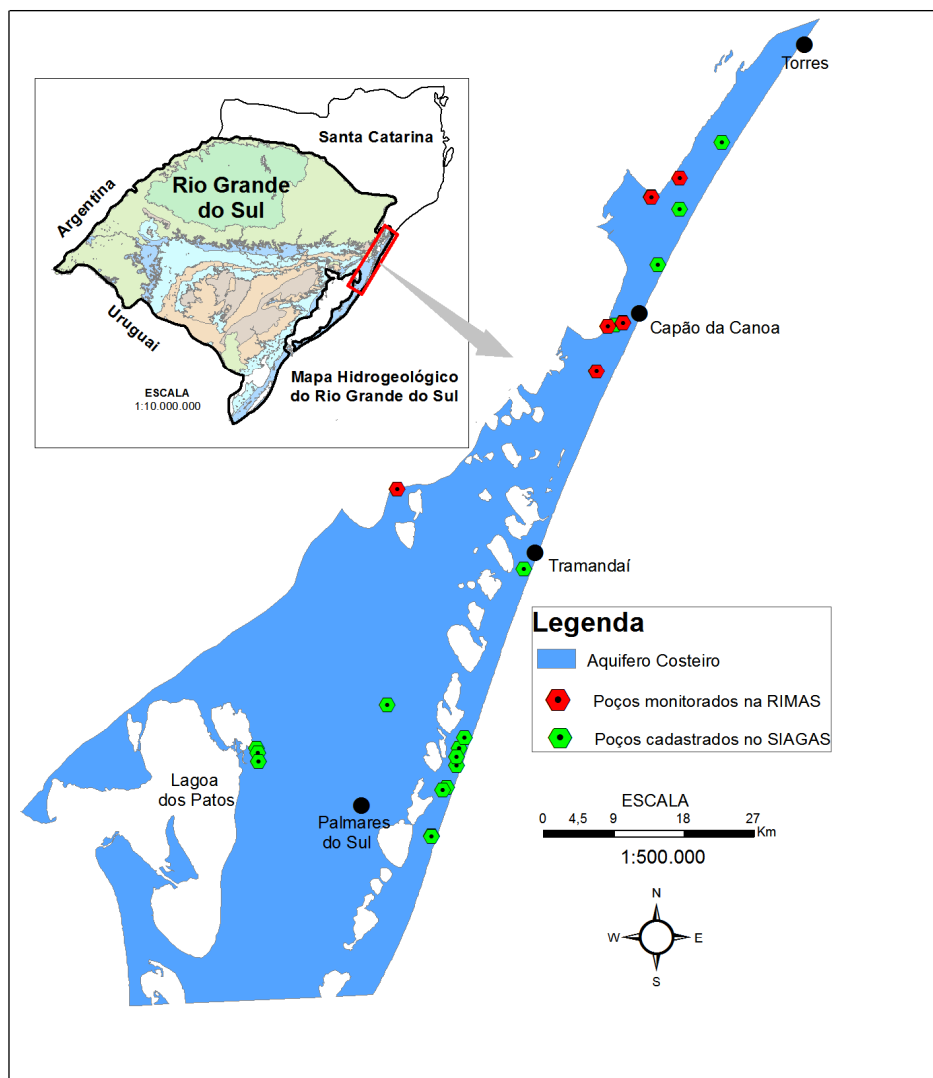 Torres
Santa Catarina
Rio Grande
do Sul
Argentina
Uruguai
ESCALA
1:10.000.000
Mapa Hidrogeológico
do Rio Grande do Sul
Capão da Canoa
Tramandaí
Legenda
Aquifero Costeiro
Poços monitorados na RIMAS
Poços cadastrados no SIAGAS
Lagoa
dos Patos
Palmares
do Sul
ESCALA
0 4,5 9 18 27
Km
1:500.000
N
W E
S